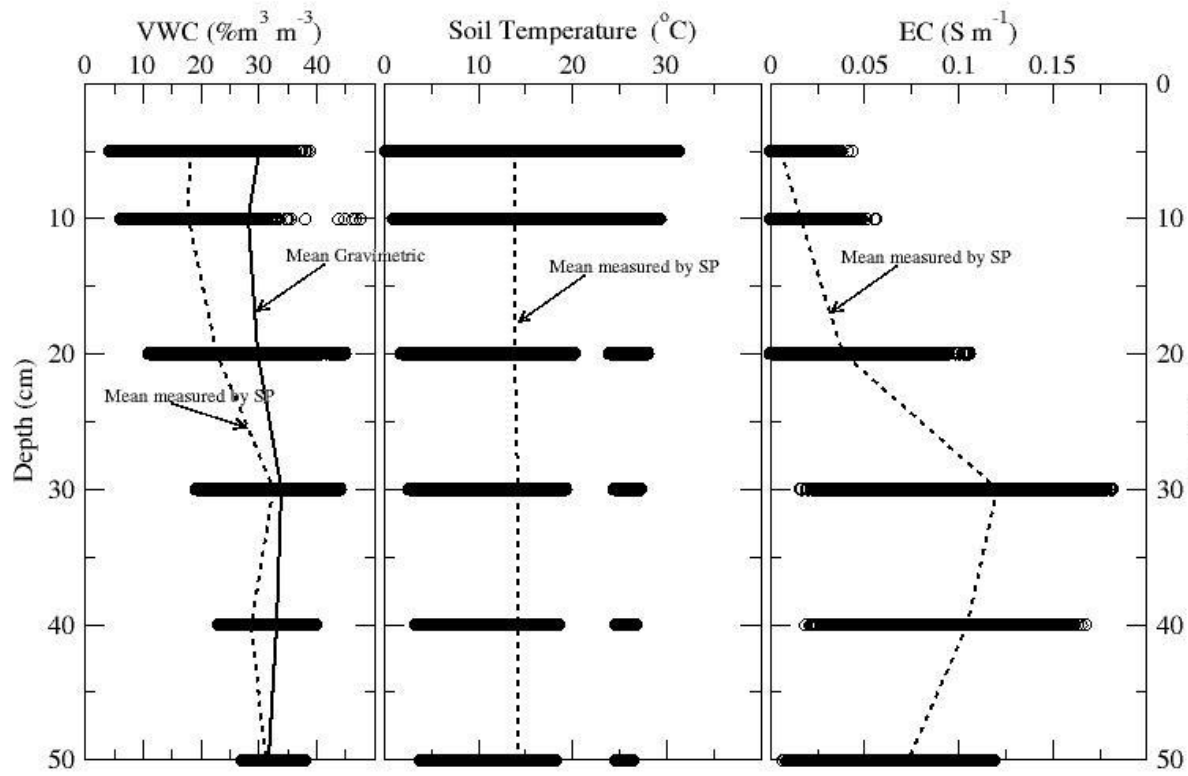 VWC (%m³ m⁻³)
Soil Temperature (°C)
EC (S m⁻¹)
0 10 20 30 40
0 10 20 30
0 0.05 0.1 0.15
0
10
Mean Gravimetric
Mean measured by SP
Mean measured by SP
10
20
Mean measured by SP
20
Depth (cm)
30
30
40
40
50
50